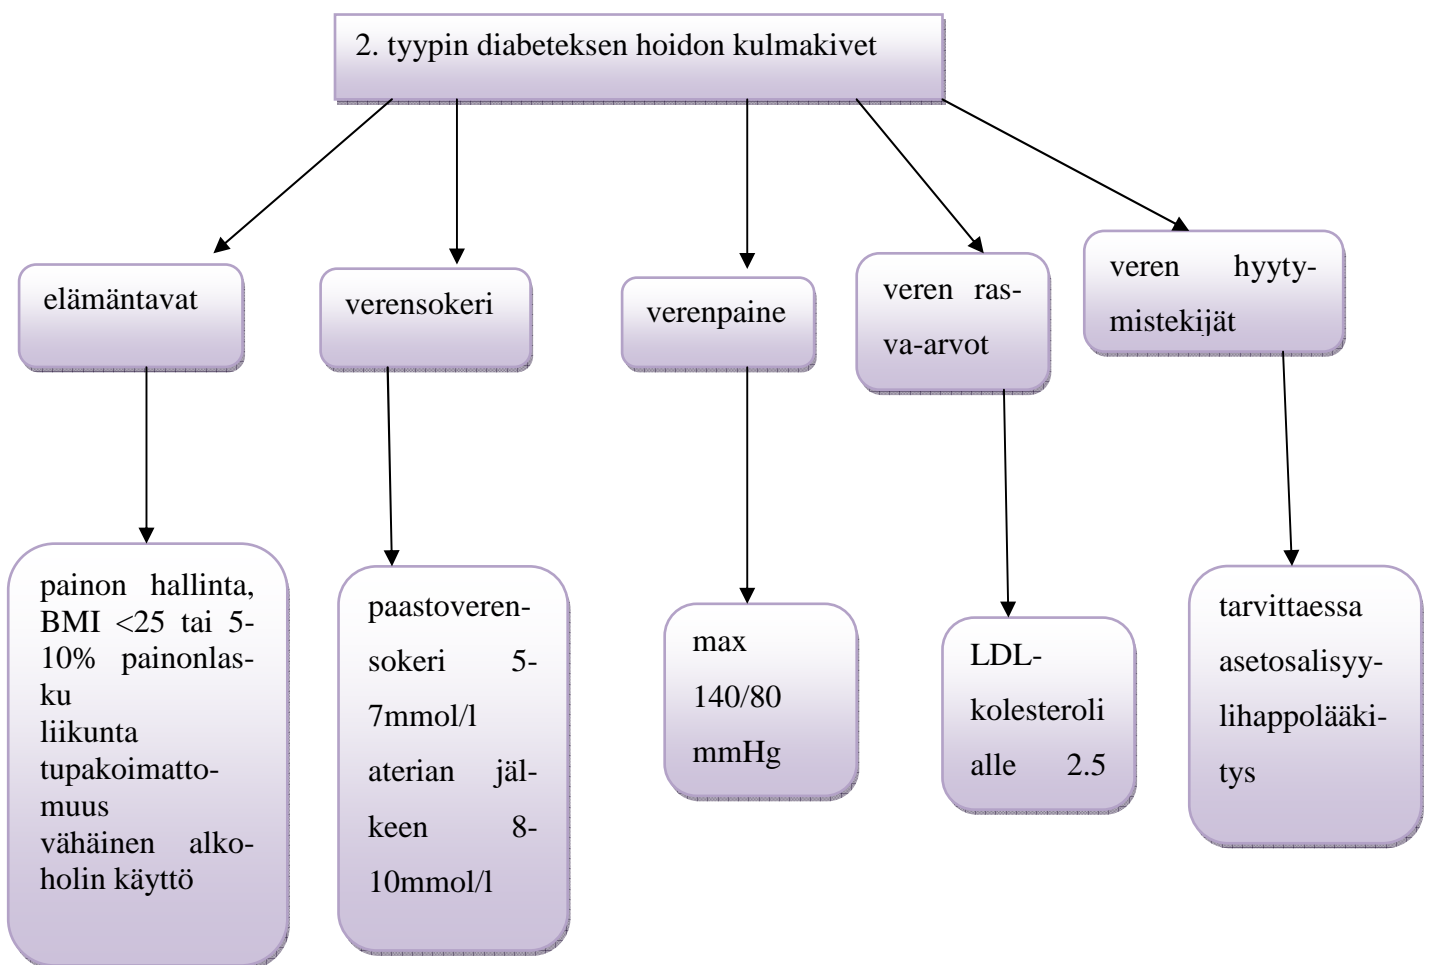 2. tyypin diabeteksen hoidon kulmakivet
elämäntavat
verensokeri
verenpaine
veren ras-
va-arvot
veren hyyty-
mistekijät
painon hallinta,
BMI <25 tai 5-
10% painonlas-
ku
liikunta
tupakoimatto-
muus
vähäinen alko-
holin käyttö
paastoveren-
sokeri 5-
7mmol/l
aterian jäl-
keen 8-
10mmol/l
max
140/80
mmHg
LDL-
kolesteroli
alle 2.5
tarvittaessa
asetosalisyy-
lihappolääki-
tys